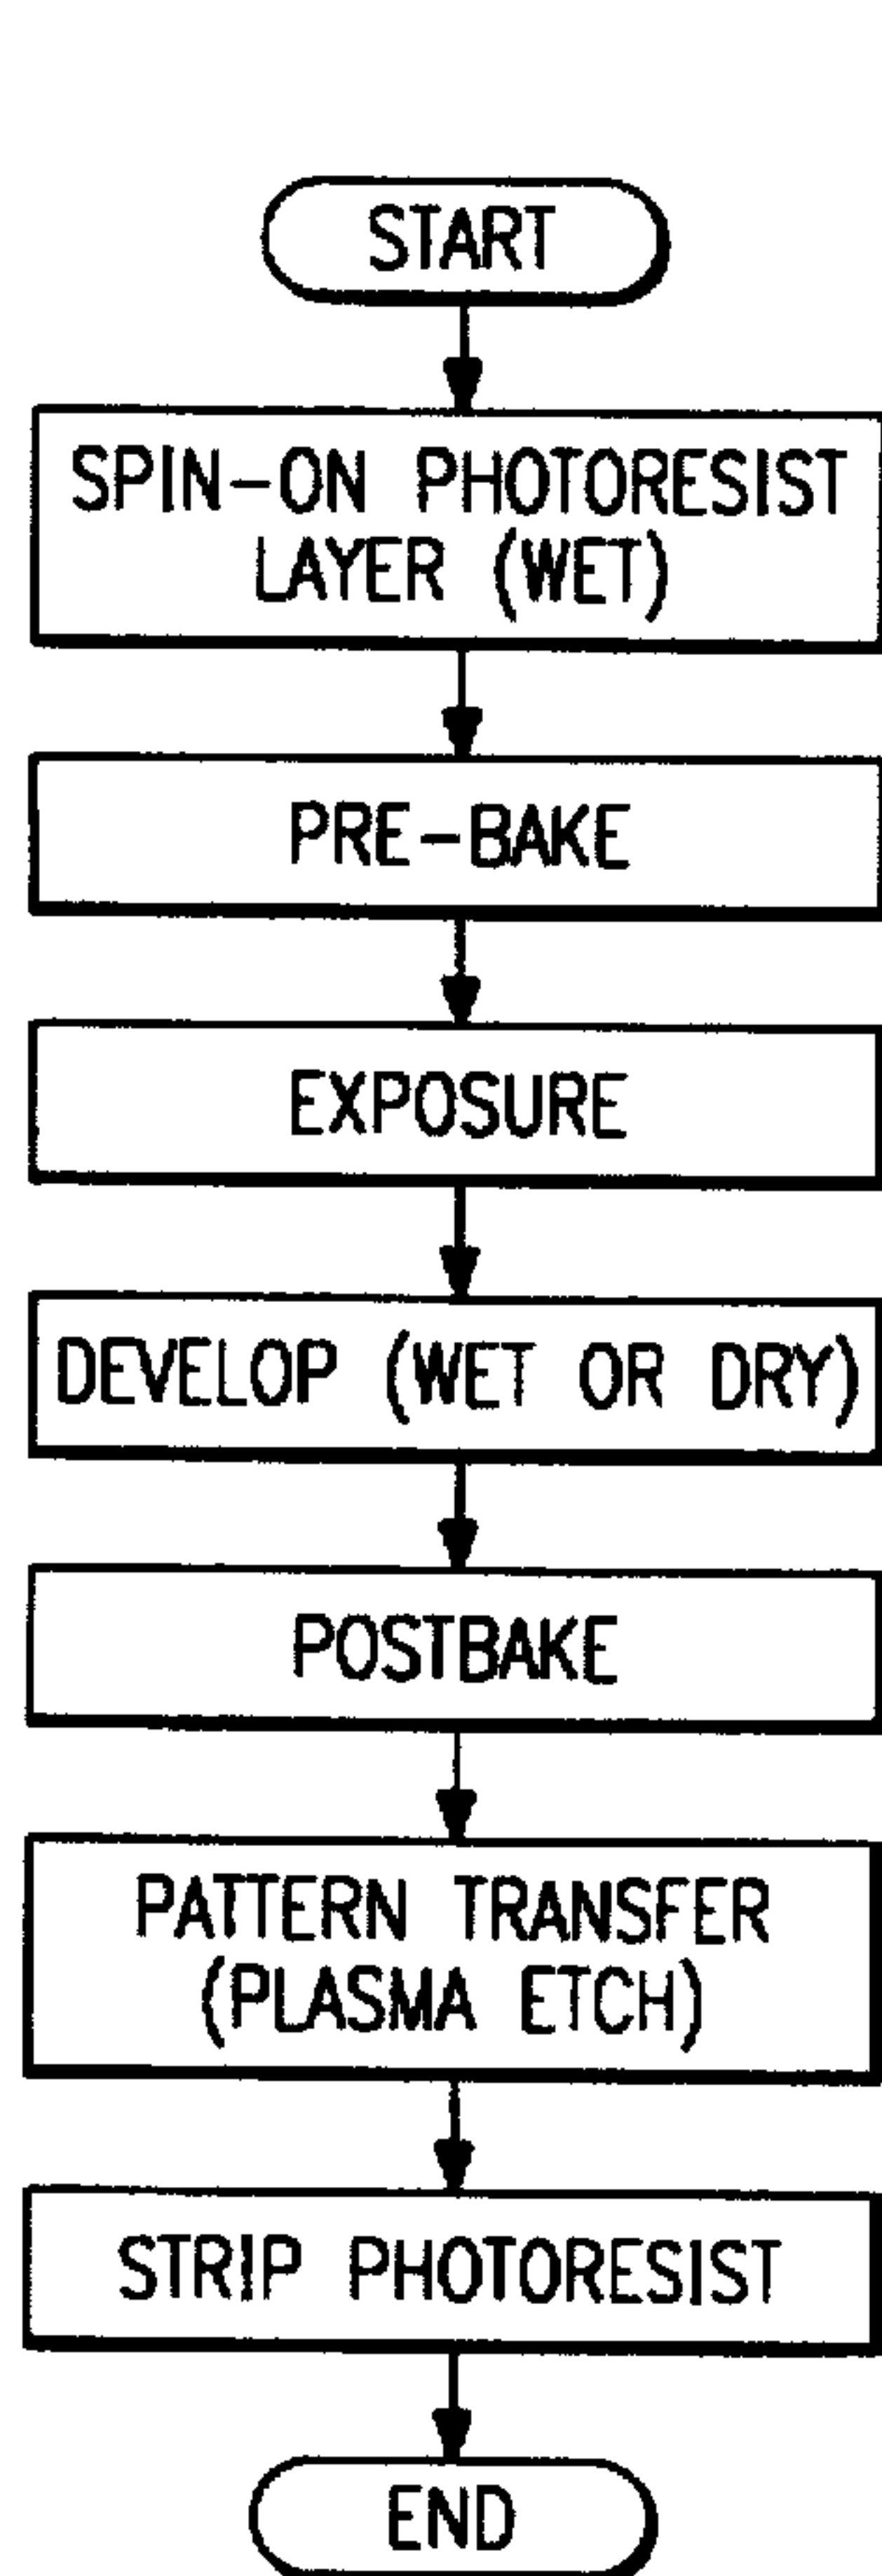 START
SPIN-ON PHOTORESIST
LAYER (WET)
PRE-BAKE
EXPOSURE
DEVELOP (WET OR DRY)
POSTBAKE
PATTERN TRANSFER
(PLASMA ETCH)
STRIP PHOTORESIST
END